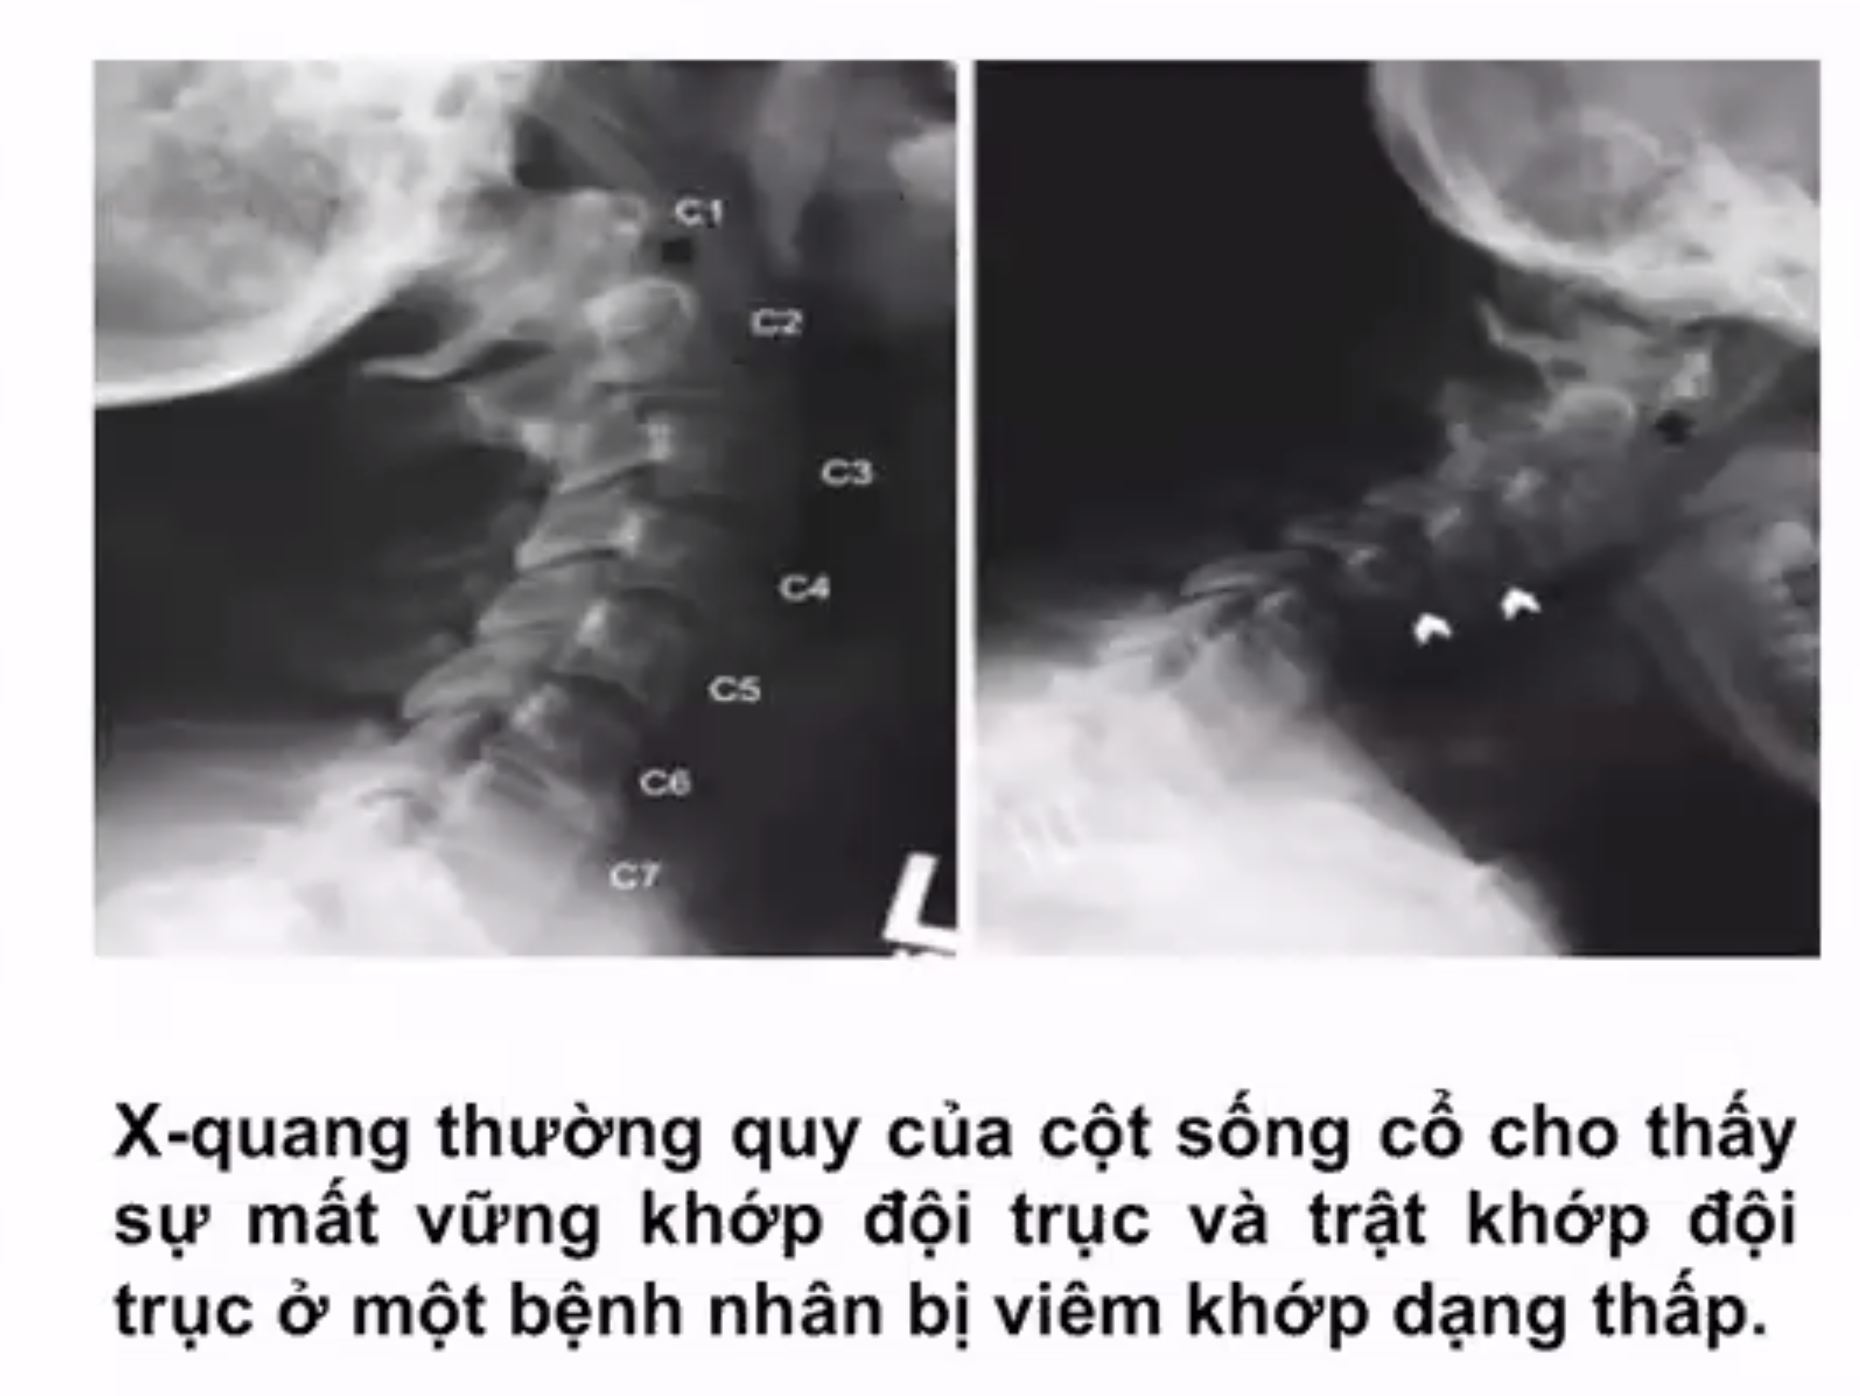 C1
C2
C3
C4
C5
C6
C7
L
X-quang thường quy của cột sống cổ cho thấy
sự mất vững khớp đội trục và trật khớp đội
trục ở một bệnh nhân bị viêm khớp dạng thấp.